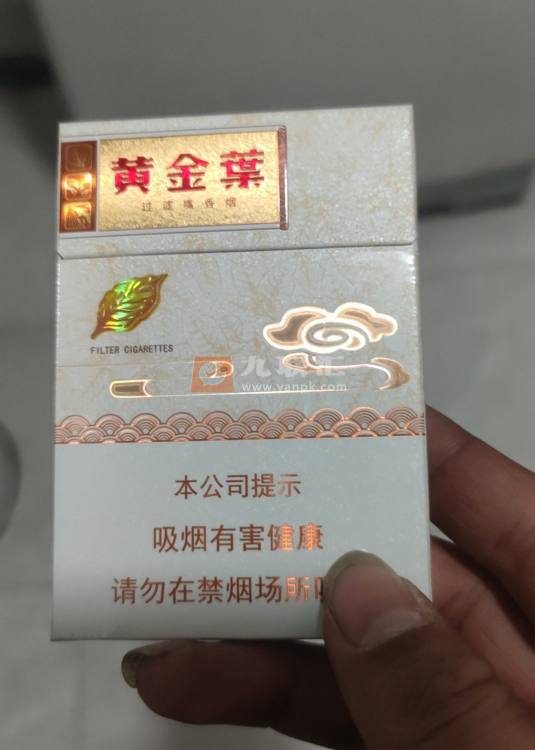 黄金葉
过滤嘴香烟
FILTER CIGARETTES
www.yanpk.com
本公司提示
吸烟有害健康
请勿在禁烟场所